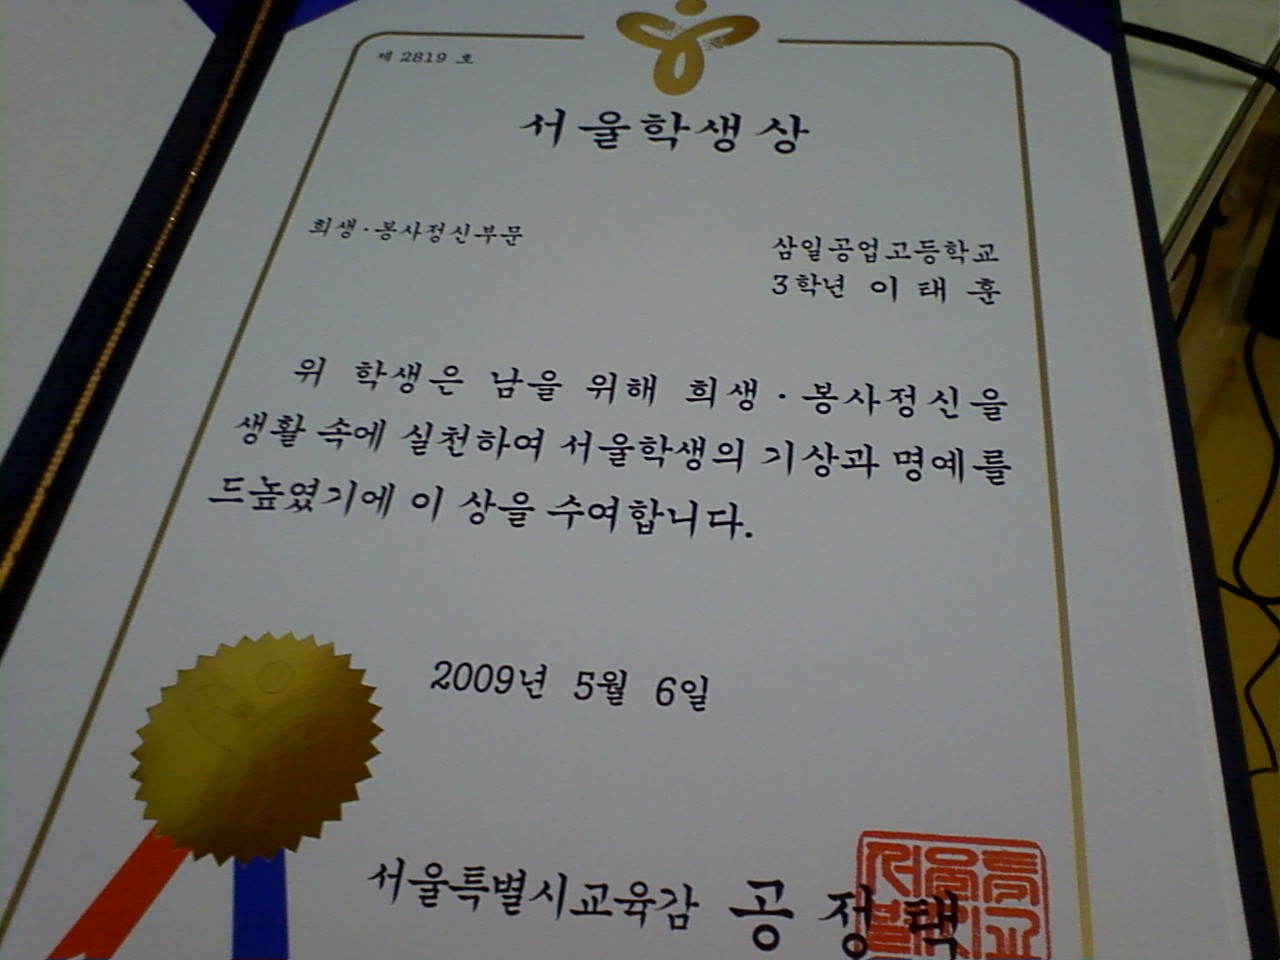 제 2819 호
서울학생상
희생·봉사정신부문
삼일공업고등학교
3학년 이 태 훈
위 학생은 남을 위해 희생·봉사정신을
생활 속에 실천하여 서울학생의 기상과 명예를
드높였기에 이 상을 수여합니다.
2009년 5월 6일
서울특별시교육감 공 정 택